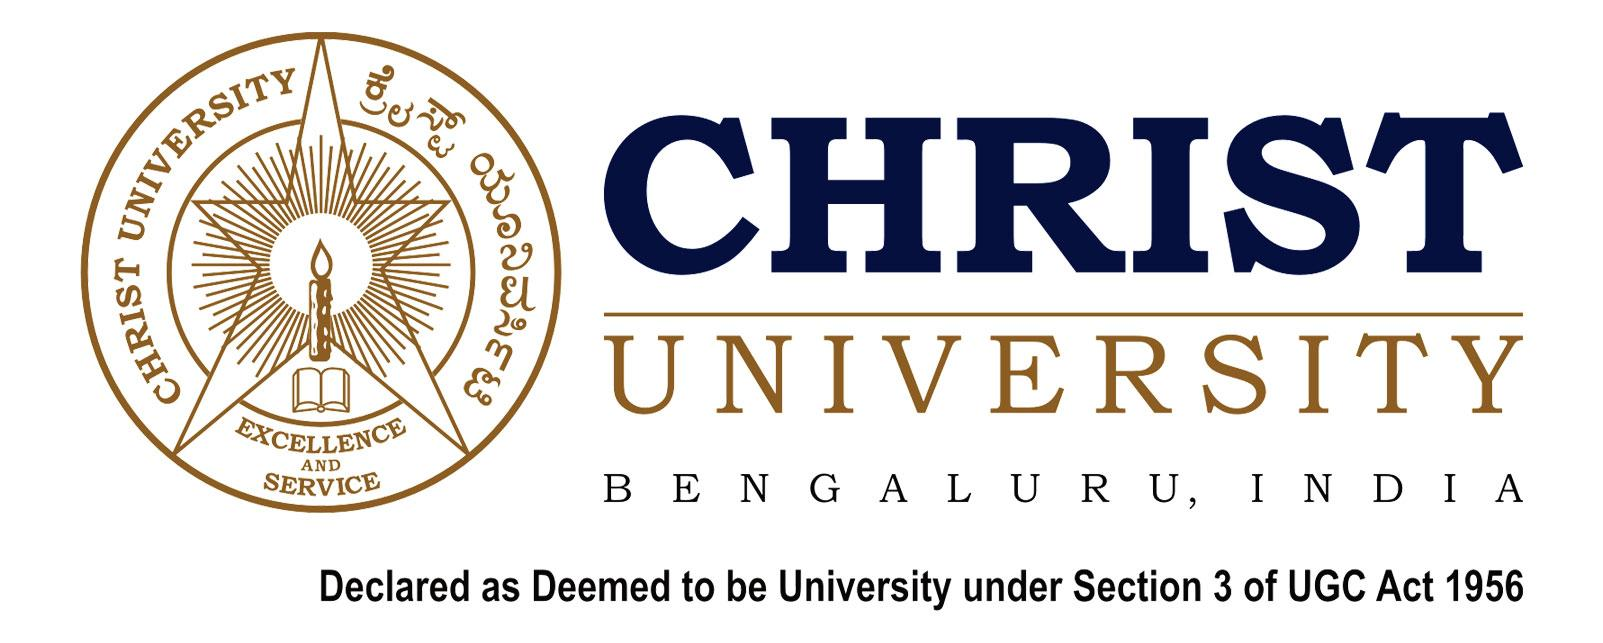 CHRIST UNIVERSITY
ಕ್ರೈಸ್ಟ್ ಯೂನಿವರ್ಸಿಟಿ
EXCELLENCE
AND
SERVICE
CHRIST
UNIVERSITY
BENGALURU, INDIA
Declared as Deemed to be University under Section 3 of UGC Act 1956